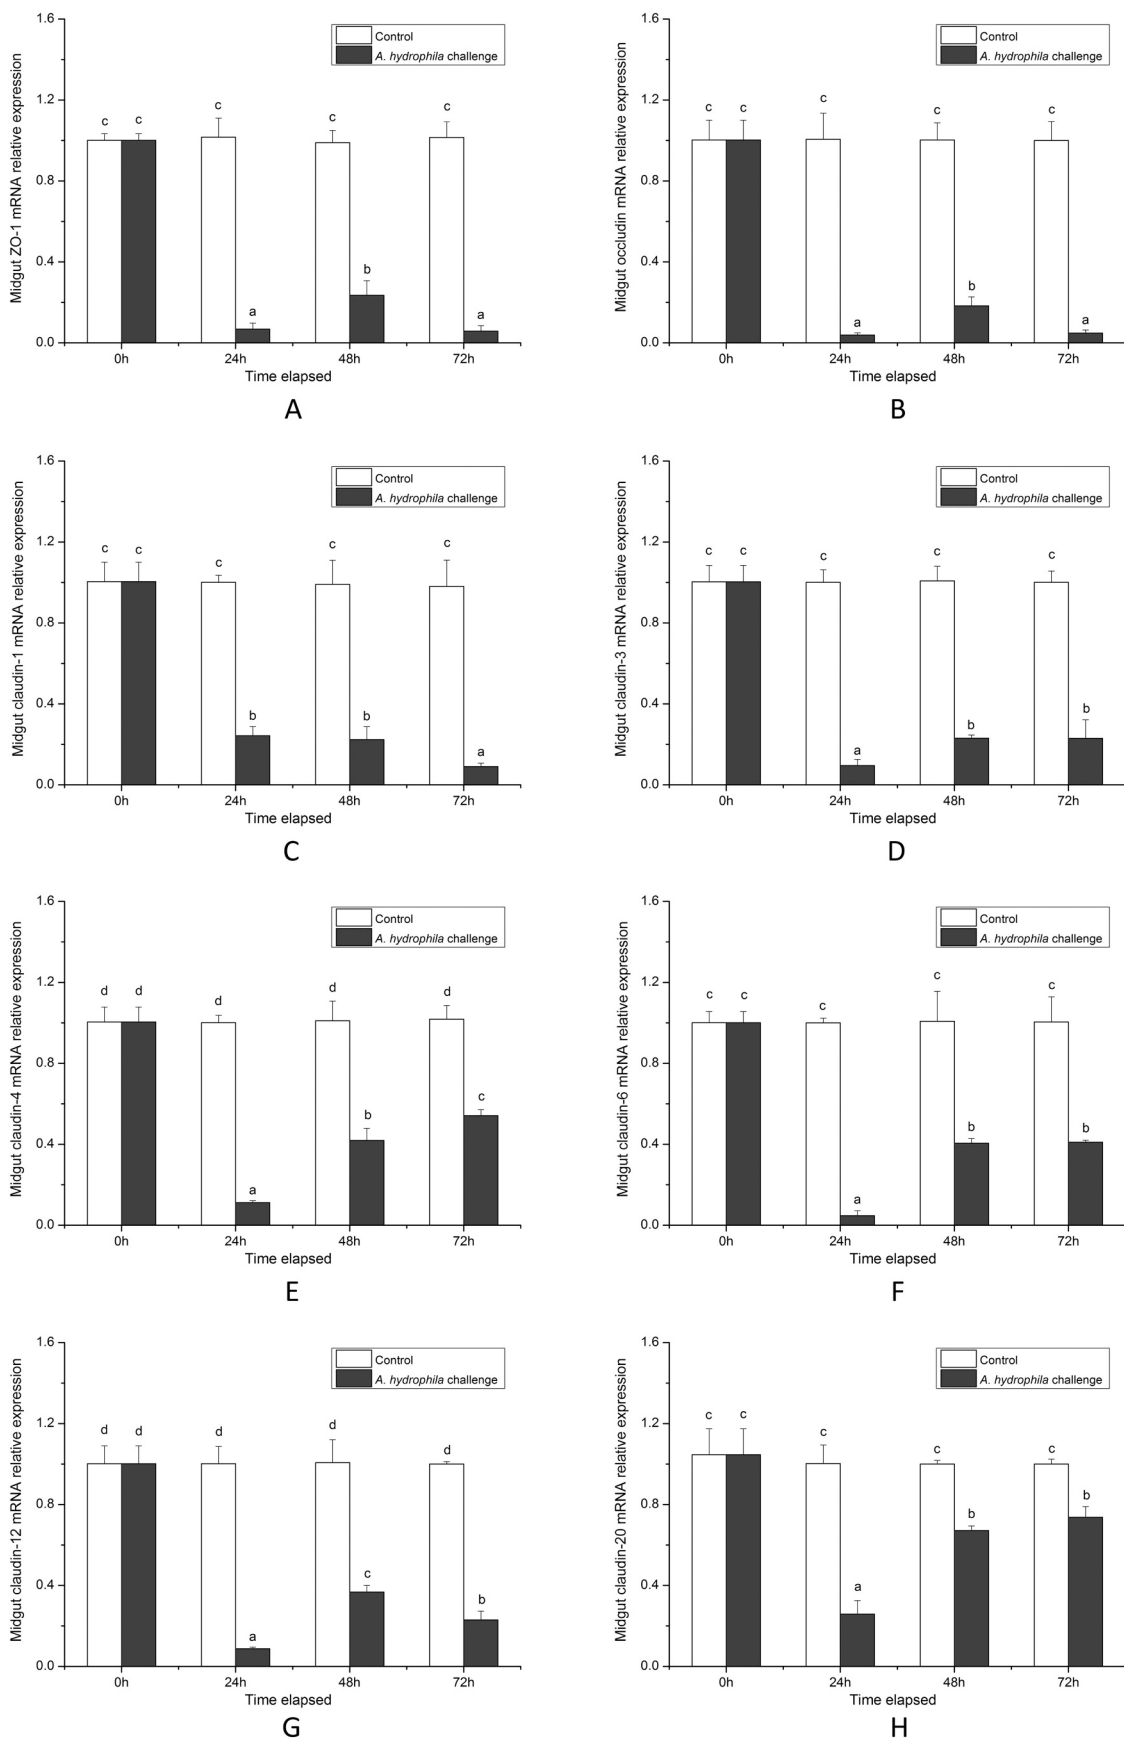 1.6
1.2
0.8
0.4
0.0
Midgut ZO-1 mRNA relative expression
Control
A. hydrophila challenge
c c c c c
a b a
0h 24h 48h 72h
Time elapsed
A
1.6
1.2
0.8
0.4
0.0
Midgut occludin mRNA relative expression
Control
A. hydrophila challenge
c c c c c
a b a
0h 24h 48h 72h
Time elapsed
B
1.6
1.2
0.8
0.4
0.0
Midgut claudin-1 mRNA relative expression
Control
A. hydrophila challenge
c c c c c
b b a
0h 24h 48h 72h
Time elapsed
C
1.6
1.2
0.8
0.4
0.0
Midgut claudin-3 mRNA relative expression
Control
A. hydrophila challenge
c c c c c
a b b
0h 24h 48h 72h
Time elapsed
D
1.6
1.2
0.8
0.4
0.0
Midgut claudin-4 mRNA relative expression
Control
A. hydrophila challenge
d d d d d
a b c
0h 24h 48h 72h
Time elapsed
E
1.6
1.2
0.8
0.4
0.0
Midgut claudin-6 mRNA relative expression
Control
A. hydrophila challenge
c c c c c
a b b
0h 24h 48h 72h
Time elapsed
F
1.6
1.2
0.8
0.4
0.0
Midgut claudin-12 mRNA relative expression
Control
A. hydrophila challenge
d d d d d
a c b
0h 24h 48h 72h
Time elapsed
G
1.6
1.2
0.8
0.4
0.0
Midgut claudin-20 mRNA relative expression
Control
A. hydrophila challenge
c c c c c
a b b
0h 24h 48h 72h
Time elapsed
H